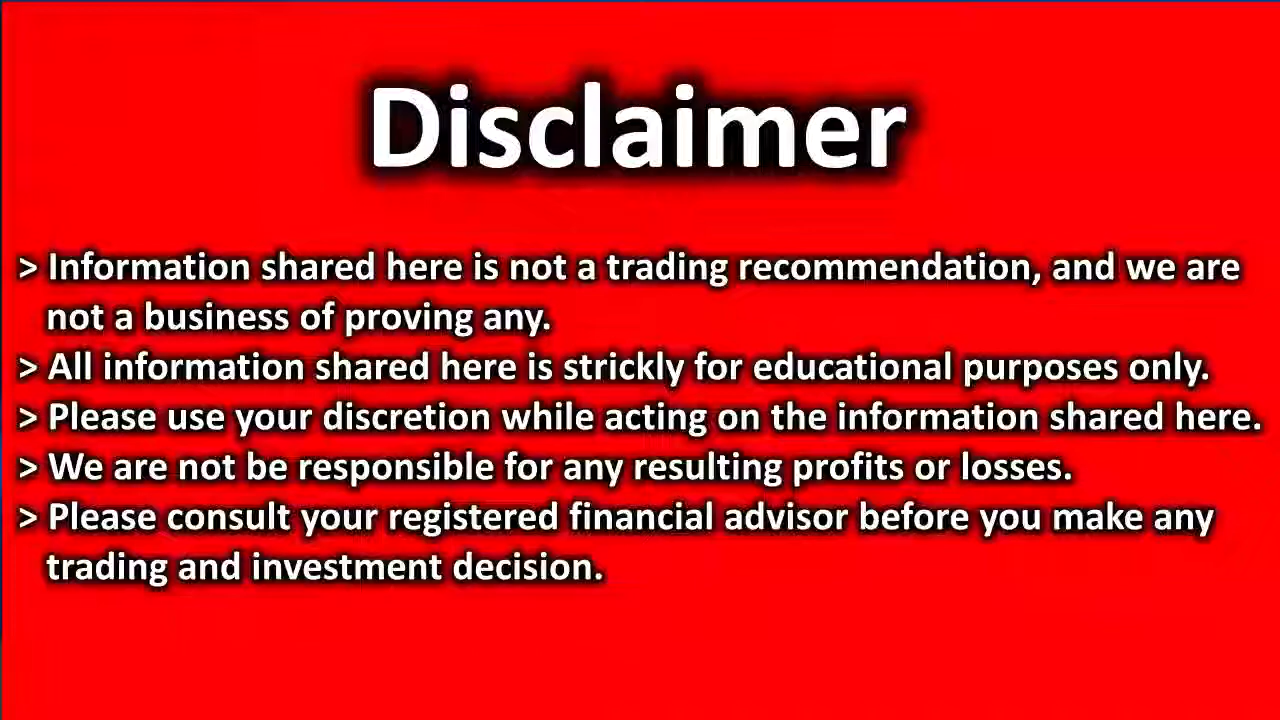 Disclaimer
> Information shared here is not a trading recommendation, and we are
not a business of proving any.
> All information shared here is strickly for educational purposes only.
> Please use your discretion while acting on the information shared here.
> We are not be responsible for any resulting profits or losses.
> Please consult your registered financial advisor before you make any
trading and investment decision.